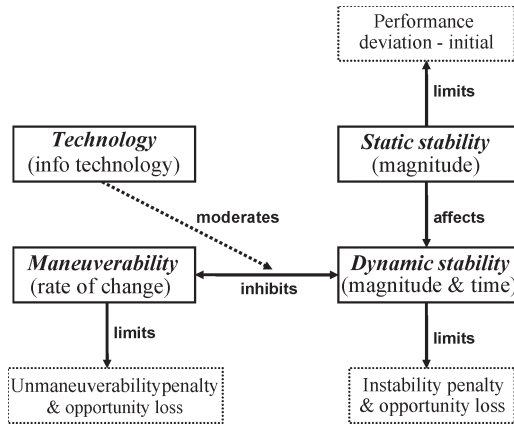 Performance
deviation - initial
limits
Technology
(info technology)
Static stability
(magnitude)
moderates
affects
Maneuverability
(rate of change)
inhibits
Dynamic stability
(magnitude & time)
limits
limits
Unmaneuverabilitypenalty
& opportunity loss
Instability penalty
& opportunity loss